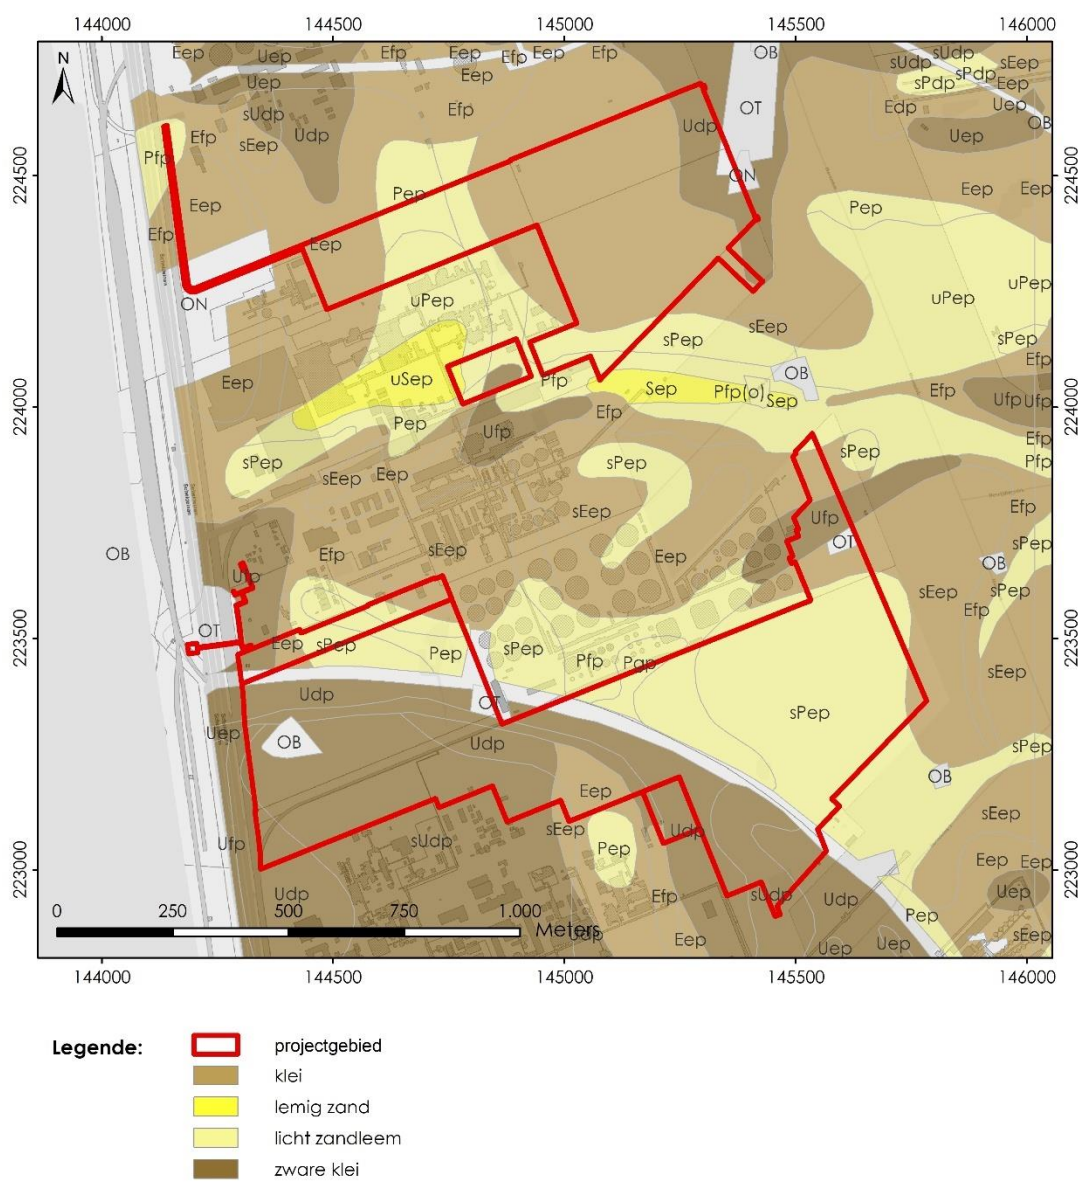 144000 144500 145000 145500 146000
Eep Efp Eep Eep Efp OB sUdp
Uep Efp sUdp sEep
Uep Eep sPdp
sPdp Eep
sUdp Efp OT Edp Uep
Efp Udp Udp Uep OB
sEep
N
224500 Pfp ON 224500
Pep Eep Eep
Eep Pep
Efp Eep
uPep
ON uPep uPep
sEep
sPep sPep
Efp
Eep uSep Pfp Sep Pfp(o) OB Efp
224000 Sep Ufp Ufp 224000
Pep Ufp Efp
Efp
sPep sPep sPep Pfp
sEep Eep
sEep Ufp Efp
OB Efp sEep Eep OT sPep
OB
Ufp sEep sPep
Efp
223500 OT Eep sPep 223500
Pep sPep Pfp Pgp sEep
Udp OT
sPep
Uep OB Udp sPep
OB
Eep
sEep sEep
Ufp sUdp Pep Udp
223000 Eep Eep 223000
Udp Efp sUdp Udp Uep
Pep
0 250 500 750 1.000
Meters
Udp Eep Uep Uep sEep
144000 144500 145000 145500 146000
Legende:
projectgebied
klei
lemig zand
licht zandleem
zware klei